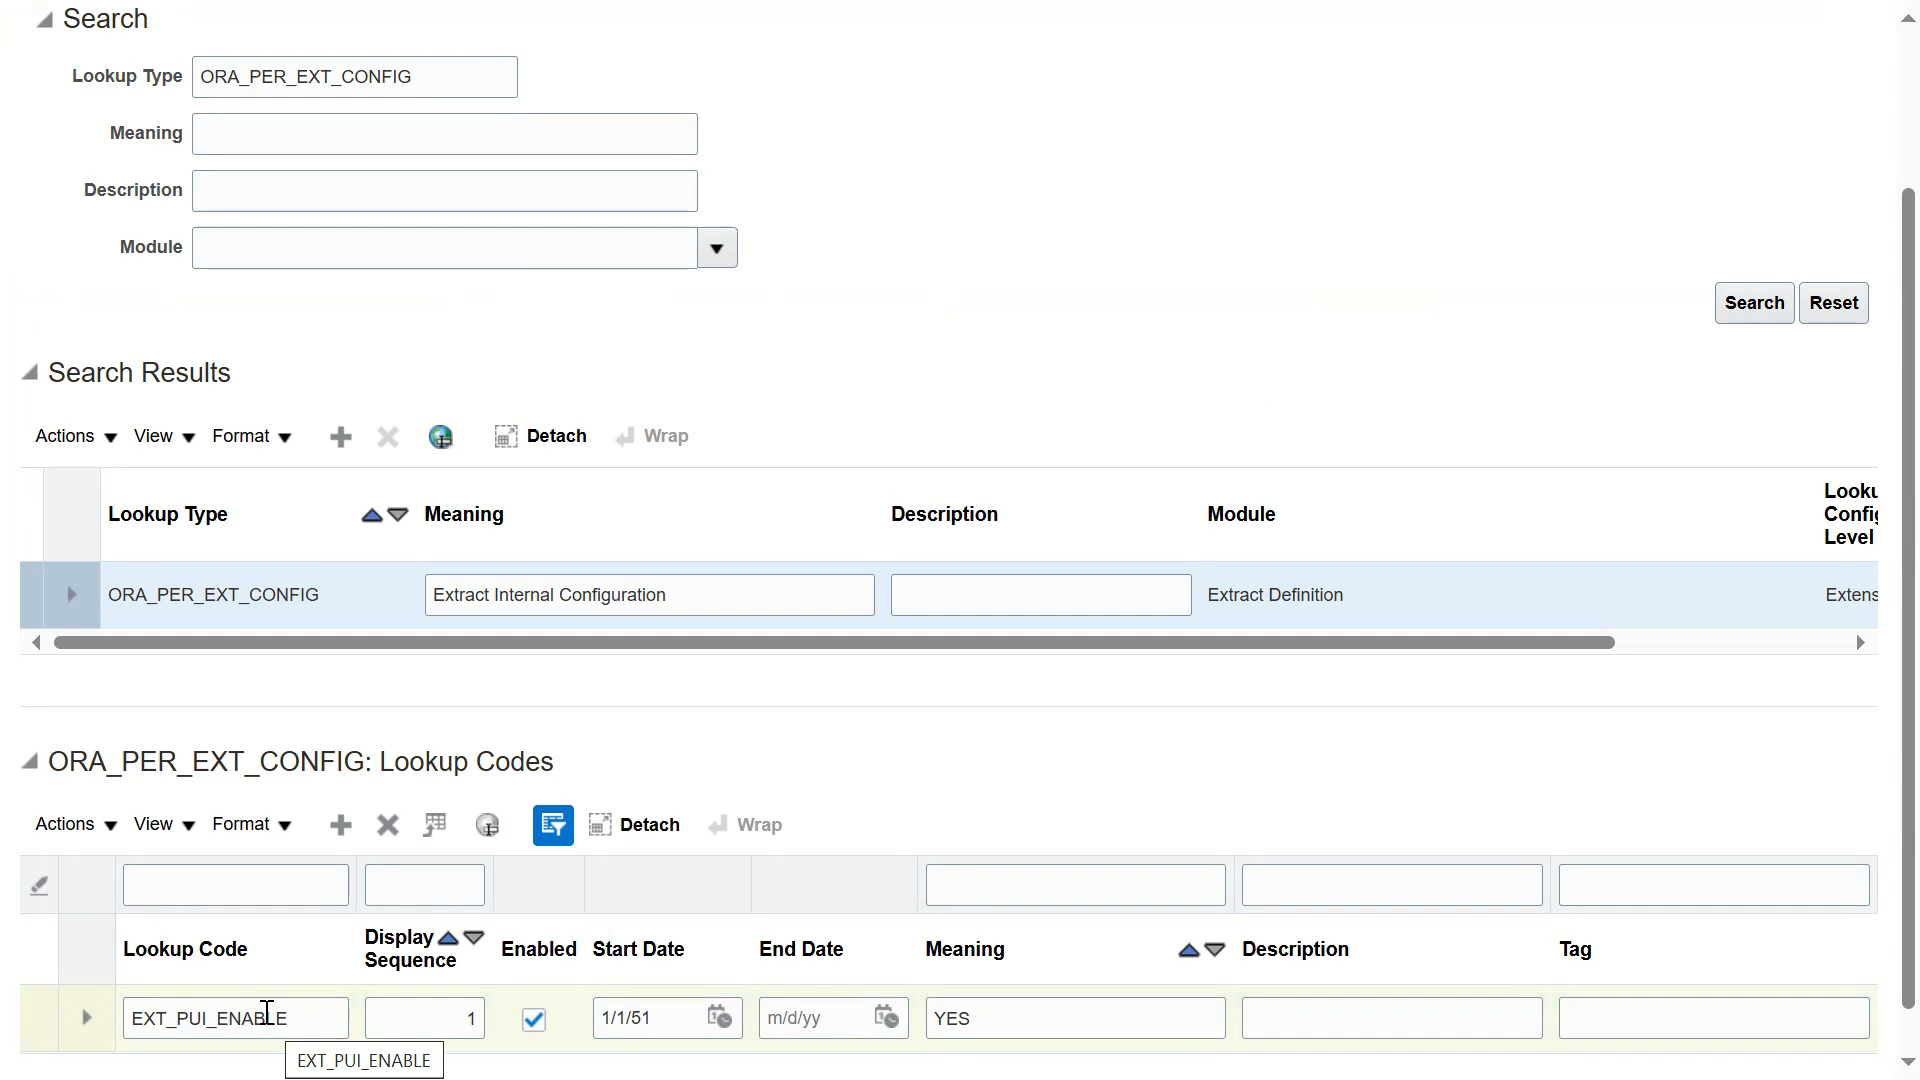 Search
Lookup Type ORA_PER_EXT_CONFIG
Meaning
Description
Module
Search Reset
Search Results
Actions View Format Detach Wrap
Lookup Type Meaning Description Module
Looku
Config
Level
ORA_PER_EXT_CONFIG Extract Internal Configuration Extract Definition Extens
ORA_PER_EXT_CONFIG: Lookup Codes
Actions View Format Detach Wrap
Lookup Code
Display
Sequence
Enabled Start Date End Date Meaning Description Tag
EXT_PUI_ENABLE 1 1/1/51 m/d/yy YES
EXT_PUI_ENABLE